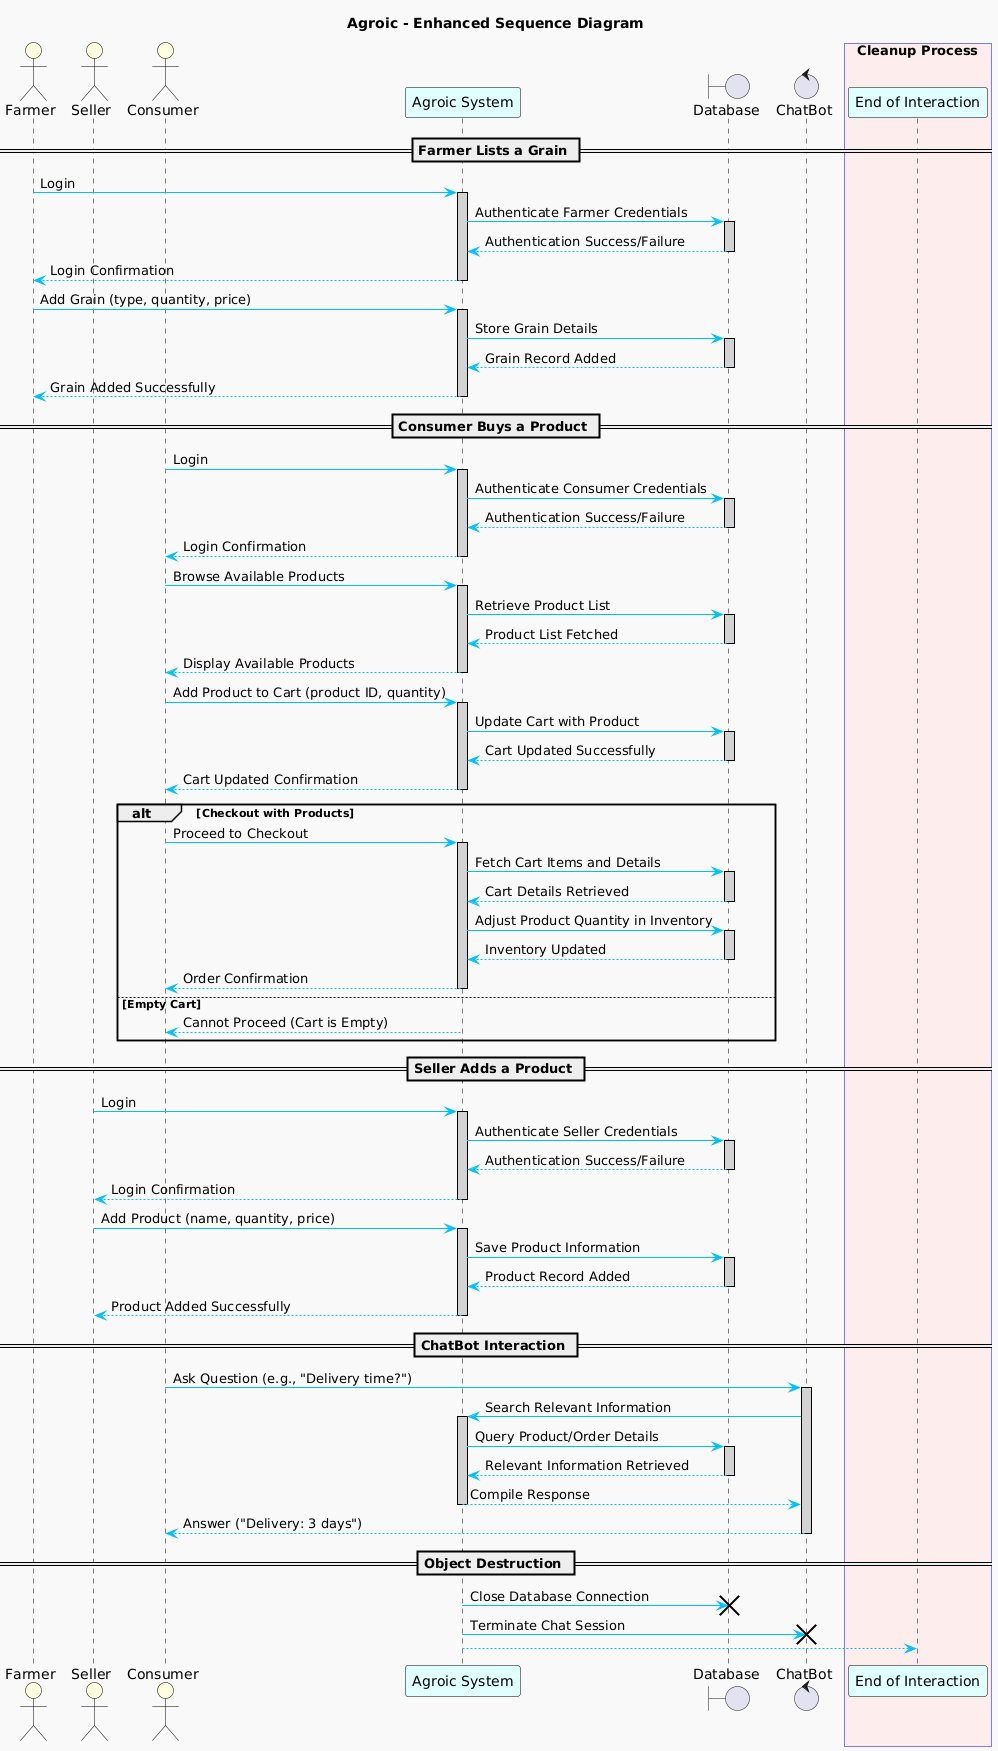 Agroic - Enhanced Sequence Diagram
Cleanup Process
Farmer
Seller
Consumer
Agroic System
Database
ChatBot
End of Interaction
Farmer Lists a Grain
Login
Authenticate Farmer Credentials
Authentication Success/Failure
Login Confirmation
Add Grain (type, quantity, price)
Store Grain Details
Grain Record Added
Grain Added Successfully
Consumer Buys a Product
Login
Authenticate Consumer Credentials
Authentication Success/Failure
Login Confirmation
Browse Available Products
Retrieve Product List
Product List Fetched
Display Available Products
Add Product to Cart (product ID, quantity)
Update Cart with Product
Cart Updated Successfully
Cart Updated Confirmation
alt
[Checkout with Products]
Proceed to Checkout
Fetch Cart Items and Details
Cart Details Retrieved
Adjust Product Quantity in Inventory
Inventory Updated
Order Confirmation
[Empty Cart]
Cannot Proceed (Cart is Empty)
Seller Adds a Product
Login
Authenticate Seller Credentials
Authentication Success/Failure
Login Confirmation
Add Product (name, quantity, price)
Save Product Information
Product Record Added
Product Added Successfully
ChatBot Interaction
Ask Question (e.g., "Delivery time?")
Search Relevant Information
Query Product/Order Details
Relevant Information Retrieved
Compile Response
Answer ("Delivery: 3 days")
Object Destruction
Close Database Connection
Terminate Chat Session
Farmer
Seller
Consumer
Agroic System
Database
ChatBot
End of Interaction